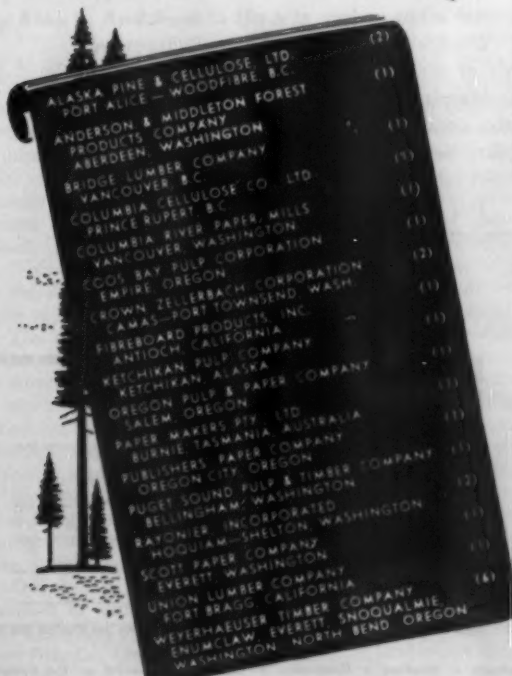 ALASKA PINE & CELLULOSE, LTD. (2)
PORT ALICE — WOODFIBRE, B.C.
ANDERSON & MIDDLETON FOREST (1)
PRODUCTS COMPANY
ABERDEEN, WASHINGTON
BRIDGE LUMBER COMPANY (1)
VANCOUVER, B.C.
COLUMBIA CELLULOSE CO., LTD.
PRINCE RUPERT, B.C.
COLUMBIA RIVER PAPER, MILLS (1)
VANCOUVER, WASHINGTON
COOS BAY PULP CORPORATION (1)
EMPIRE, OREGON
CROWN ZELLERBACH CORPORATION (2)
CAMAS—PORT TOWNSEND, WASH.
FIBREBOARD PRODUCTS, INC. (1)
ANTIOCH, CALIFORNIA
KETCHIKAN PULP COMPANY (1)
KETCHIKAN, ALASKA
OREGON PULP & PAPER COMPANY (1)
SALEM, OREGON
PAPER MAKERS PTY., LTD. (1)
BURNIE, TASMANIA, AUSTRALIA
PUBLISHERS PAPER COMPANY (1)
OREGON CITY, OREGON
PUGET SOUND PULP & TIMBER COMPANY (1)
BELLINGHAM, WASHINGTON
RAYONIER, INCORPORATED (2)
HOQUIAM—SHELTON, WASHINGTON
SCOTT PAPER COMPANY (1)
EVERETT, WASHINGTON
UNION LUMBER COMPANY (1)
FORT BRAGG, CALIFORNIA
WEYERHAEUSER TIMBER COMPANY (6)
ENUMCLAW, EVERETT, SNOQUALMIE,
WASHINGTON, NORTH BEND OREGON